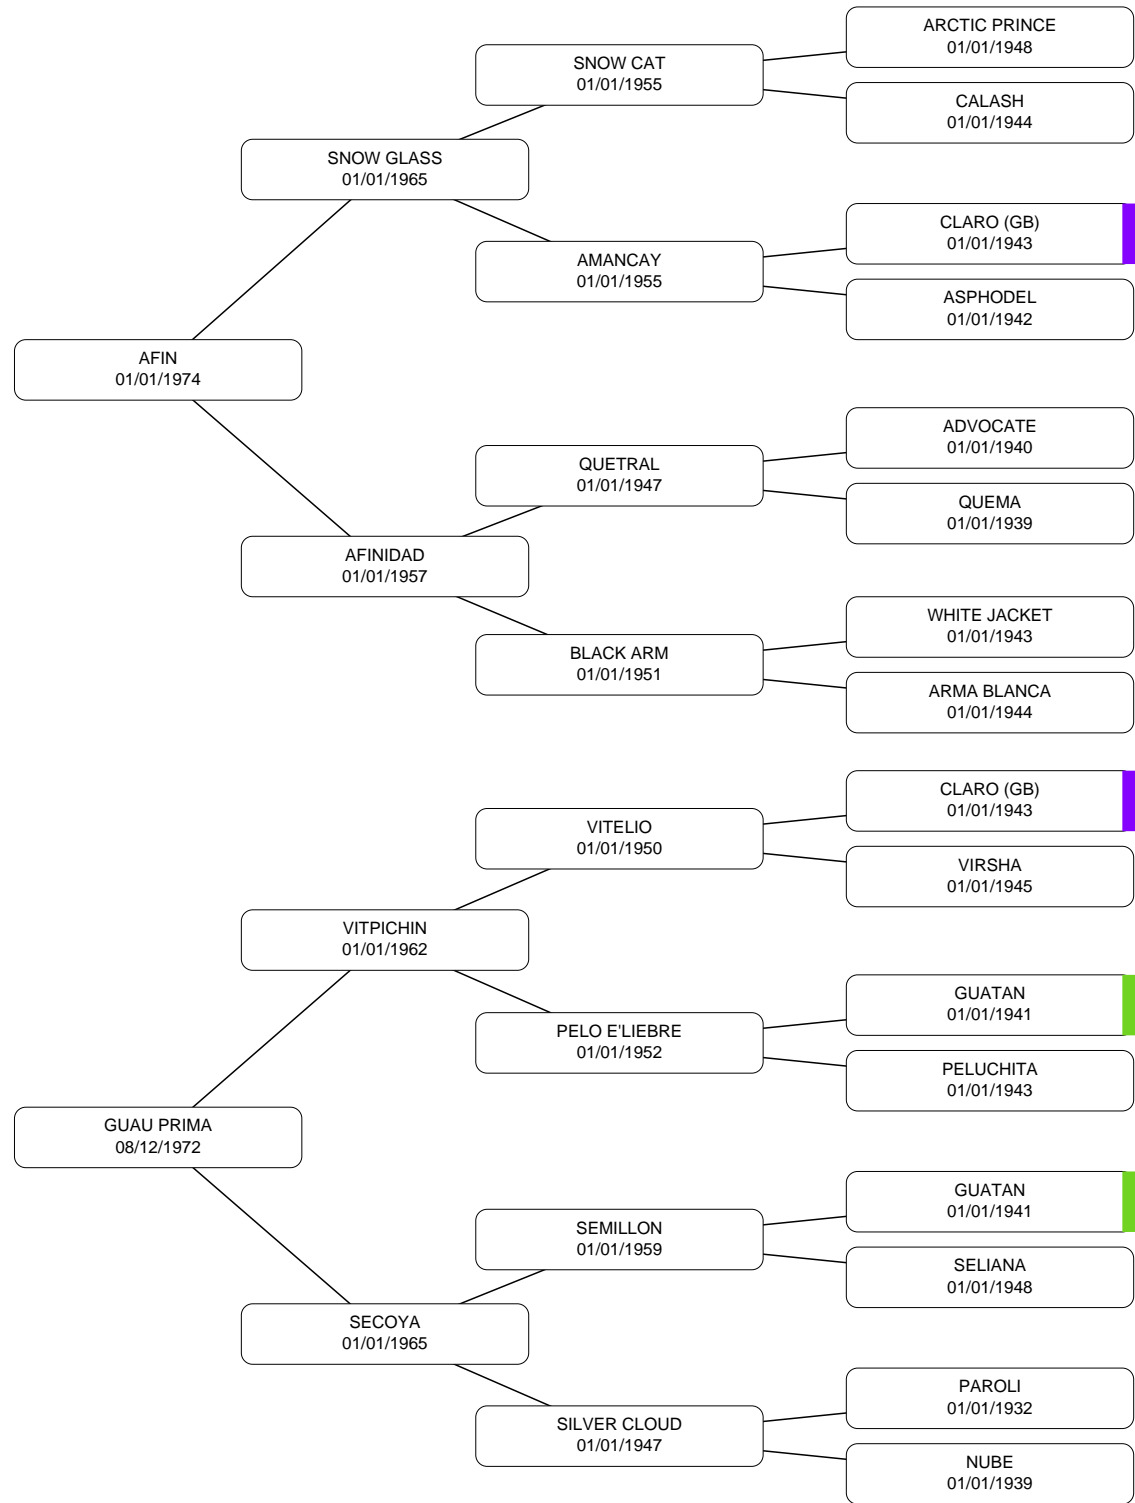 ARCTIC PRINCE
01/01/1948
SNOW CAT
01/01/1955
CALASH
01/01/1944
SNOW GLASS
01/01/1965
CLARO (GB)
01/01/1943
AMANCAY
01/01/1955
ASPHODEL
01/01/1942
AFIN
01/01/1974
ADVOCATE
01/01/1940
QUETRAL
01/01/1947
QUEMA
01/01/1939
AFINIDAD
01/01/1957
WHITE JACKET
01/01/1943
BLACK ARM
01/01/1951
ARMA BLANCA
01/01/1944
CLARO (GB)
01/01/1943
VITELIO
01/01/1950
VIRSHA
01/01/1945
VITPICHIN
01/01/1962
GUATAN
01/01/1941
PELO E'LIEBRE
01/01/1952
PELUCHITA
01/01/1943
GUAU PRIMA
08/12/1972
GUATAN
01/01/1941
SEMILLON
01/01/1959
SELIANA
01/01/1948
SECOYA
01/01/1965
PAROLI
01/01/1932
SILVER CLOUD
01/01/1947
NUBE
01/01/1939